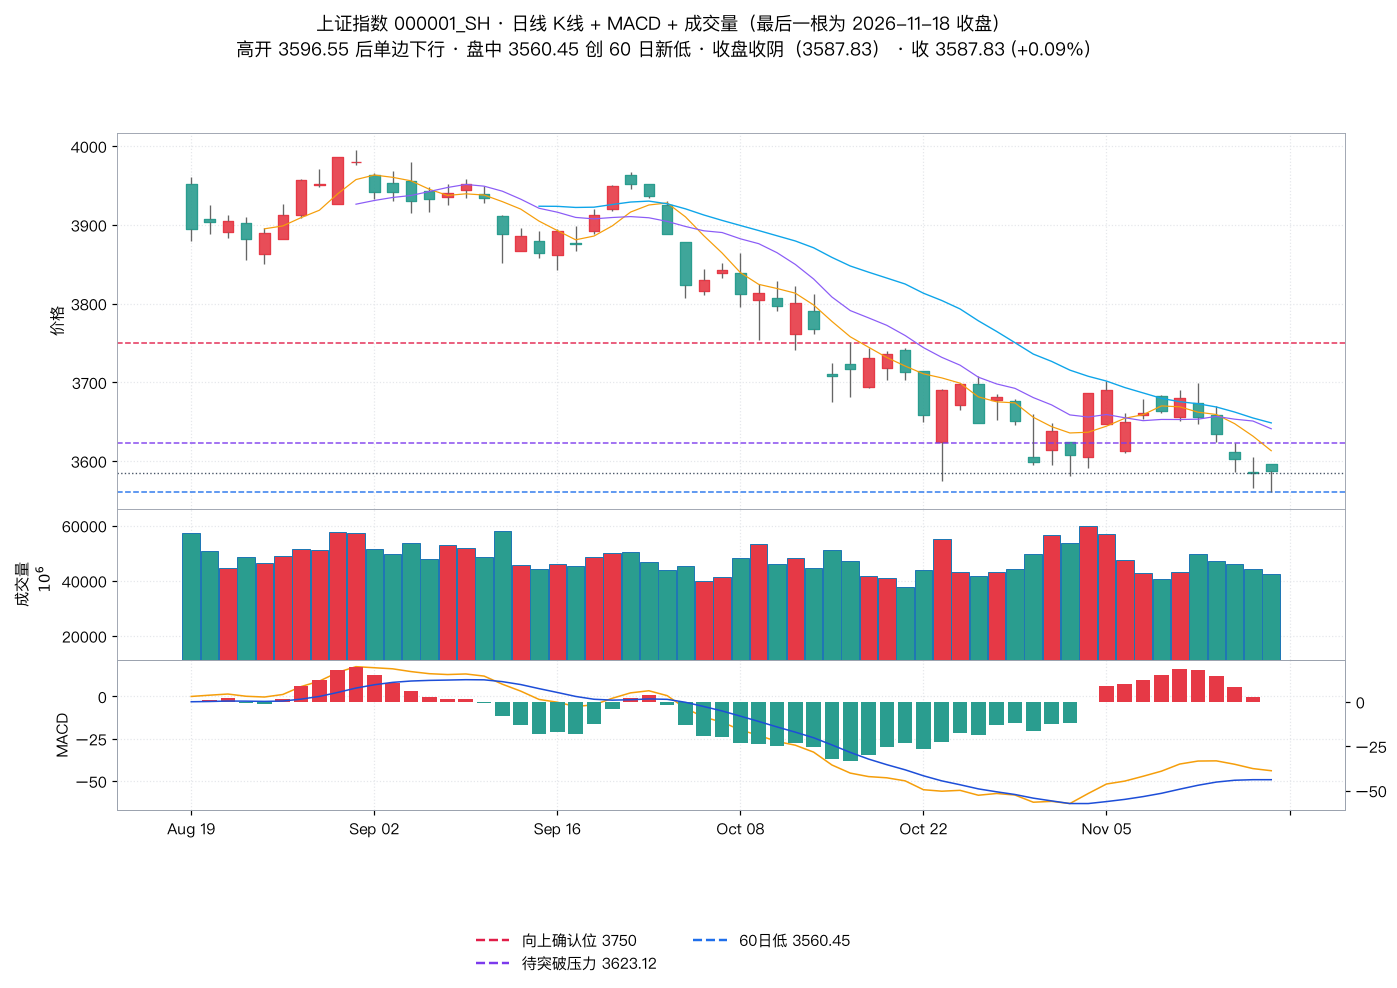 上证指数 000001_SH · 日线 K线 + MACD + 成交量（最后一根为 2026−11−18 收盘）
高开 3596.55 后单边下行 · 盘中 3560.45 创 60 日新低 · 收盘收阴（3587.83） · 收 3587.83 (+0.09%)
4000
3900
3800
3700
3600
价格
60000
40000
20000
成交量
10⁶
0
−25
−50
MACD
0
−25
−50
Aug 19
Sep 02
Sep 16
Oct 08
Oct 22
Nov 05
向上确认位 3750
60日低 3560.45
待突破压力 3623.12